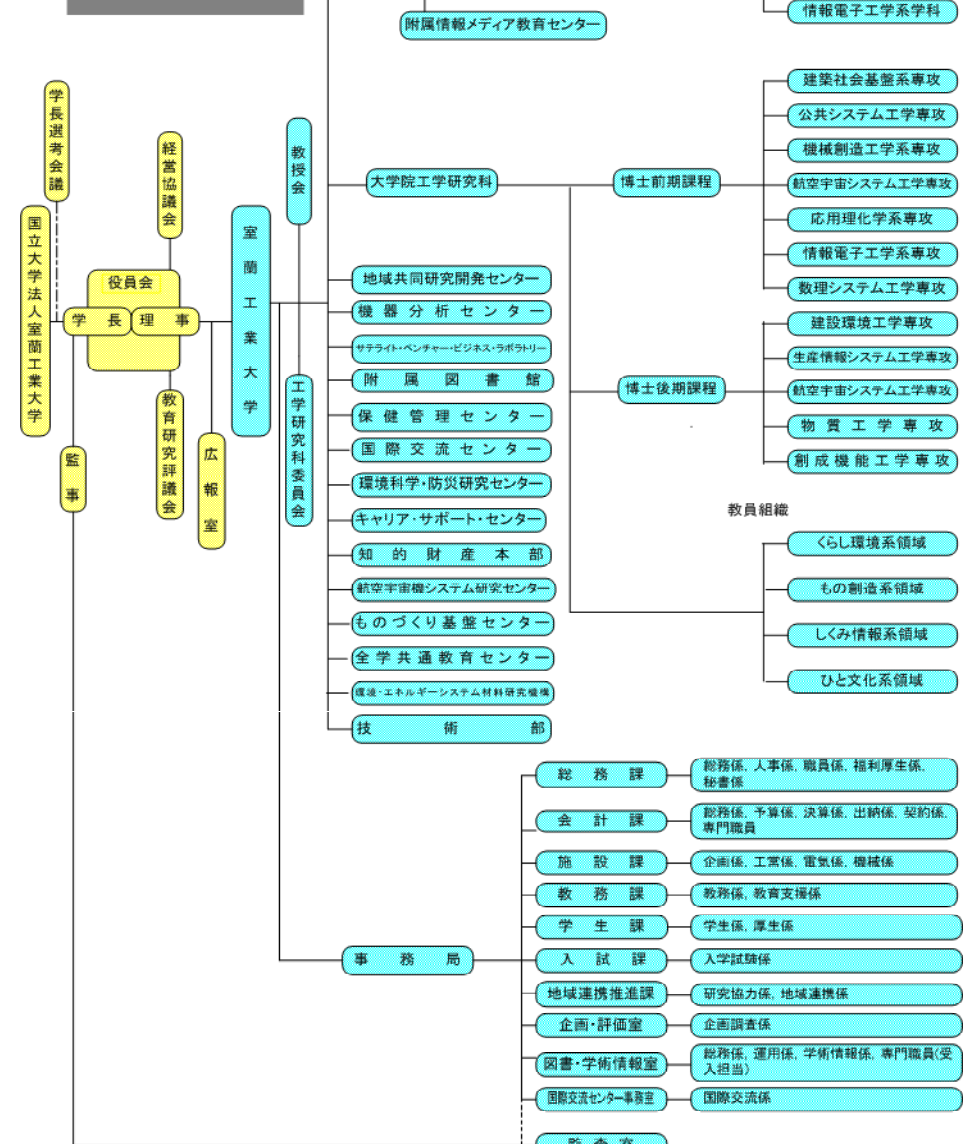 附属情報メディア教育センター
情報電子工学系学科
学長選考会議
国立大学法人室蘭工業大学
経営協議会
役員会
学長
理事
教育研究評議会
監事
広報室
室蘭工業大学
教授会
工学研究科委員会
大学院工学研究科
博士前期課程
建築社会基盤系専攻
公共システム工学専攻
機械創造工学系専攻
航空宇宙システム工学専攻
応用理化学系専攻
情報電子工学系専攻
数理システム工学専攻
博士後期課程
建設環境工学専攻
生産情報システム工学専攻
航空宇宙システム工学専攻
物質工学専攻
創成機能工学専攻
教員組織
くらし環境系領域
もの創造系領域
しくみ情報系領域
ひと文化系領域
地域共同研究開発センター
機器分析センター
サテライト・ベンチャー・ビジネス・ラボラトリー
附属図書館
保健管理センター
国際交流センター
環境科学・防災研究センター
キャリア・サポート・センター
知的財産本部
航空宇宙機システム研究センター
ものづくり基盤センター
全学共通教育センター
環境・エネルギーシステム材料研究機構
技術部
事務局
総務課
総務係, 人事係, 職員係, 福利厚生係,
秘書係
会計課
総務係, 予算係, 決算係, 出納係, 契約係,
専門職員
施設課
企画係, 工営係, 電気係, 機械係
教務課
教務係, 教育支援係
学生課
学生係, 厚生係
入試課
入学試験係
地域連携推進課
研究協力係, 地域連携係
企画・評価室
企画調査係
図書・学術情報室
総務係, 運用係, 学術情報係, 専門職員(受
入担当)
国際交流センター事務室
国際交流係
監査室